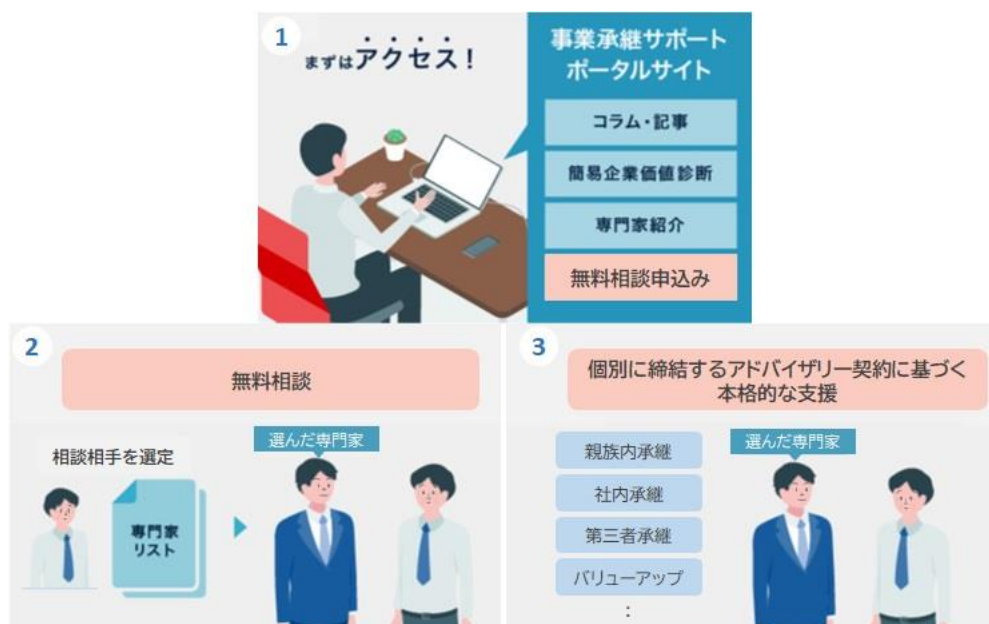 1
まずはアクセス!
事業承継サポート
ポータルサイト
コラム・記事
簡易企業価値診断
専門家紹介
無料相談申込み
2
無料相談
相談相手を選定
専門家
リスト
選んだ専門家
3
個別に締結するアドバイザリー契約に基づく
本格的な支援
親族内承継
社内承継
第三者承継
バリューアップ
:
選んだ専門家